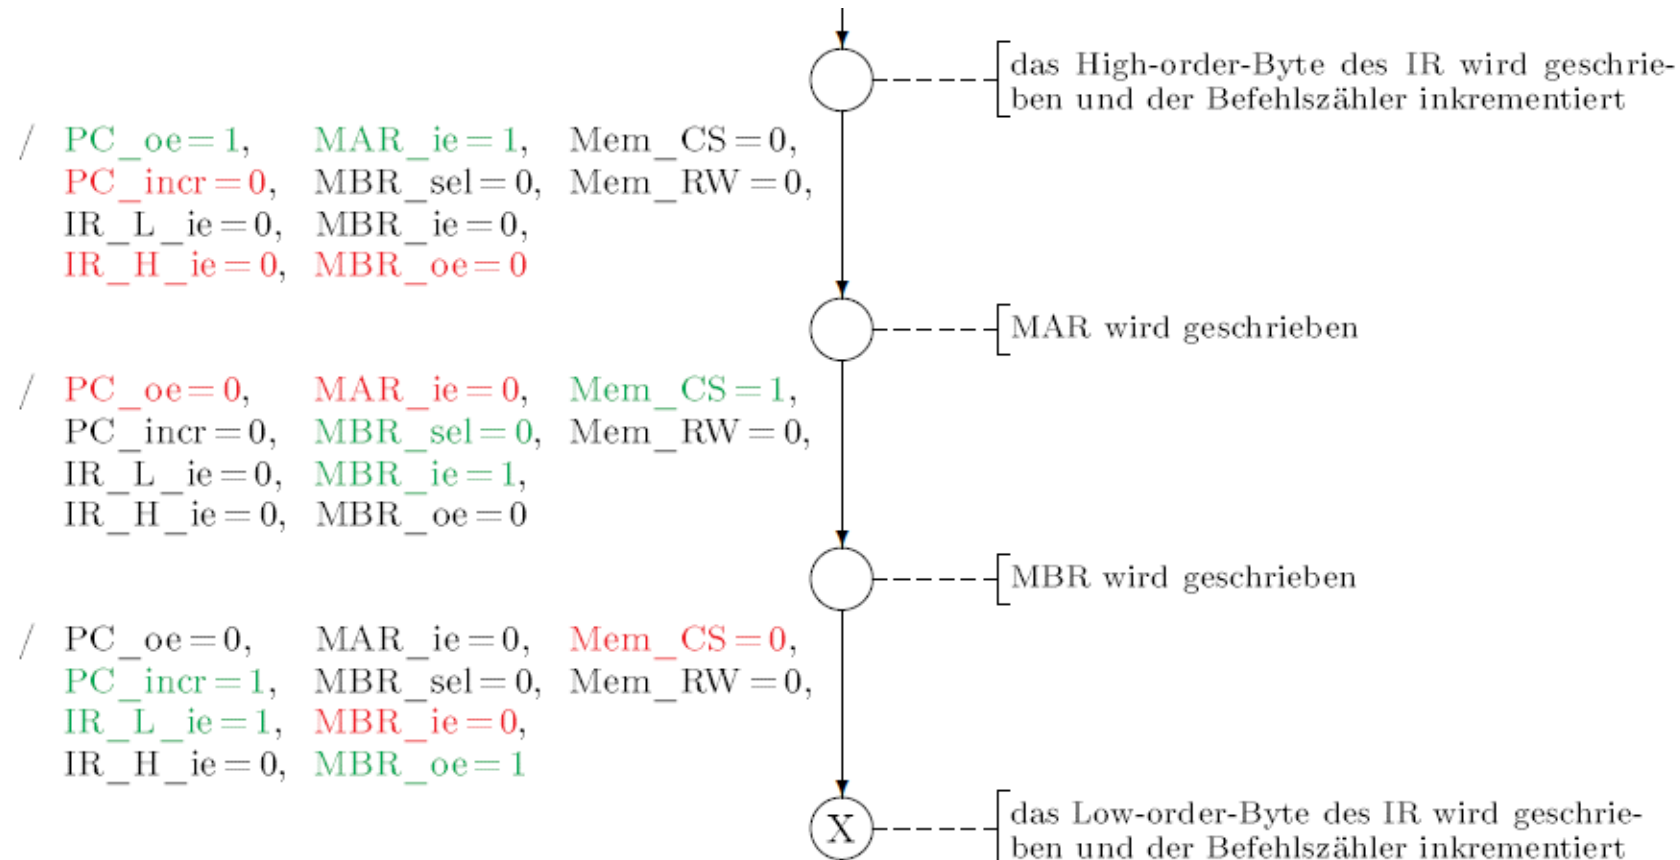 das High-order-Byte des IR wird geschrie-
ben und der Befehlszähler inkrementiert
/ PC_oe=1, MAR_ie=1, Mem_CS=0,
PC_incr=0, MBR_sel=0, Mem_RW=0,
IR_L_ie=0, MBR_ie=0,
IR_H_ie=0, MBR_oe=0
MAR wird geschrieben
/ PC_oe=0, MAR_ie=0, Mem_CS=1,
PC_incr=0, MBR_sel=0, Mem_RW=0,
IR_L_ie=0, MBR_ie=1,
IR_H_ie=0, MBR_oe=0
MBR wird geschrieben
/ PC_oe=0, MAR_ie=0, Mem_CS=0,
PC_incr=1, MBR_sel=0, Mem_RW=0,
IR_L_ie=1, MBR_ie=0,
IR_H_ie=0, MBR_oe=1
X
das Low-order-Byte des IR wird geschrie-
ben und der Befehlszähler inkrementiert